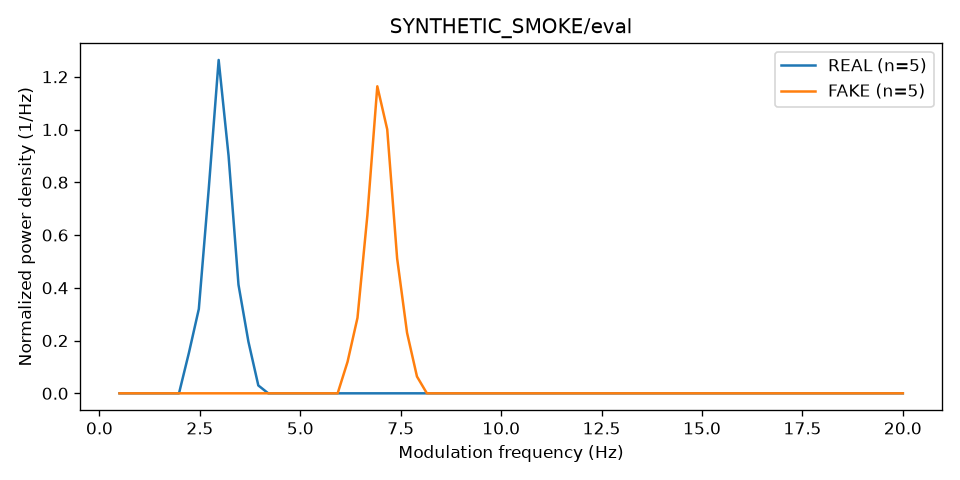 SYNTHETIC_SMOKE/eval
REAL (n=5)
FAKE (n=5)
Normalized power density (1/Hz)
1.2
1.0
0.8
0.6
0.4
0.2
0.0
0.0 2.5 5.0 7.5 10.0 12.5 15.0 17.5 20.0
Modulation frequency (Hz)